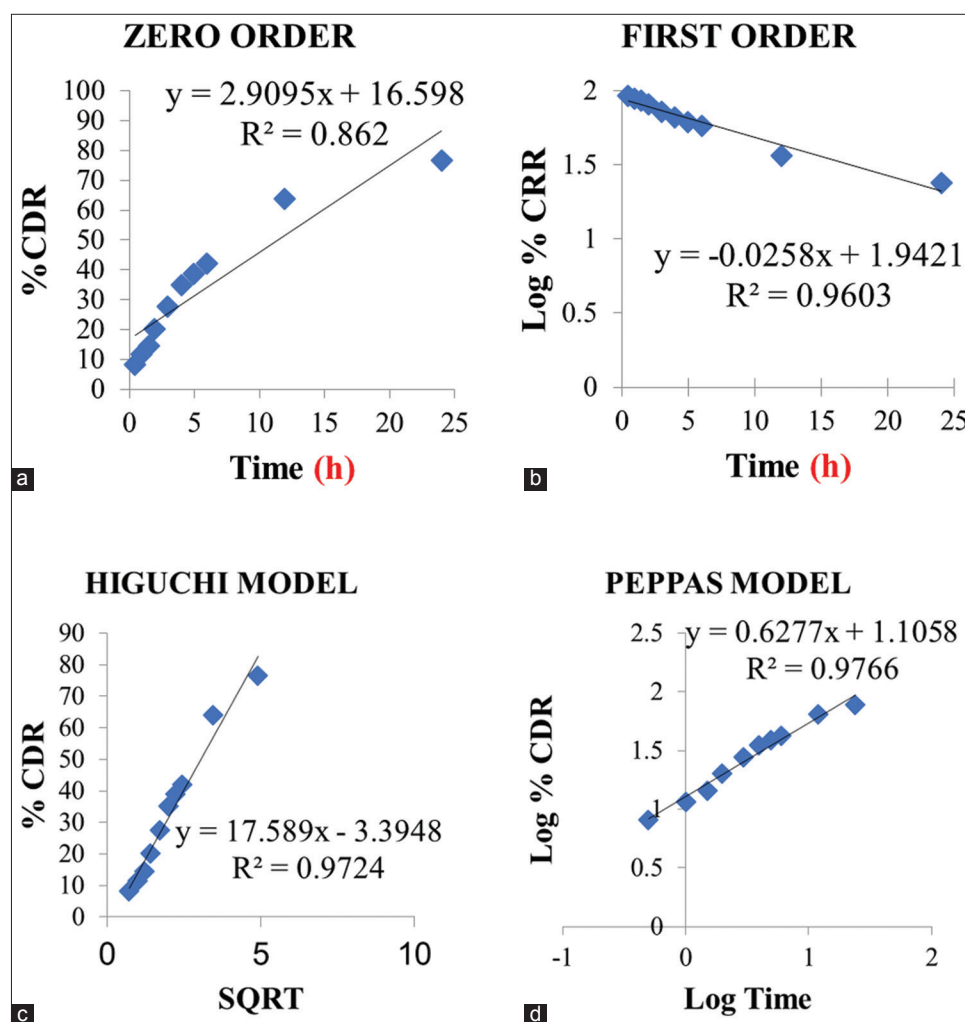 ZERO ORDER
y = 2.9095x + 16.598
R² = 0.862
%CDR
100
90
80
70
60
50
40
30
20
10
0
0 5 10 15 20 25
Time (h)
a
FIRST ORDER
Log % CRR
2
1.5
1
0.5
0
y = -0.0258x + 1.9421
R² = 0.9603
0 5 10 15 20 25
Time (h)
b
HIGUCHI MODEL
% CDR
90
80
70
60
50
40
30
20
10
0
y = 17.589x - 3.3948
R² = 0.9724
0 5 10
SQRT
c
PEPPAS MODEL
y = 0.6277x + 1.1058
R² = 0.9766
Log % CDR
2.5
2
1.5
1
0.5
0
-1 0 1 2
Log Time
d